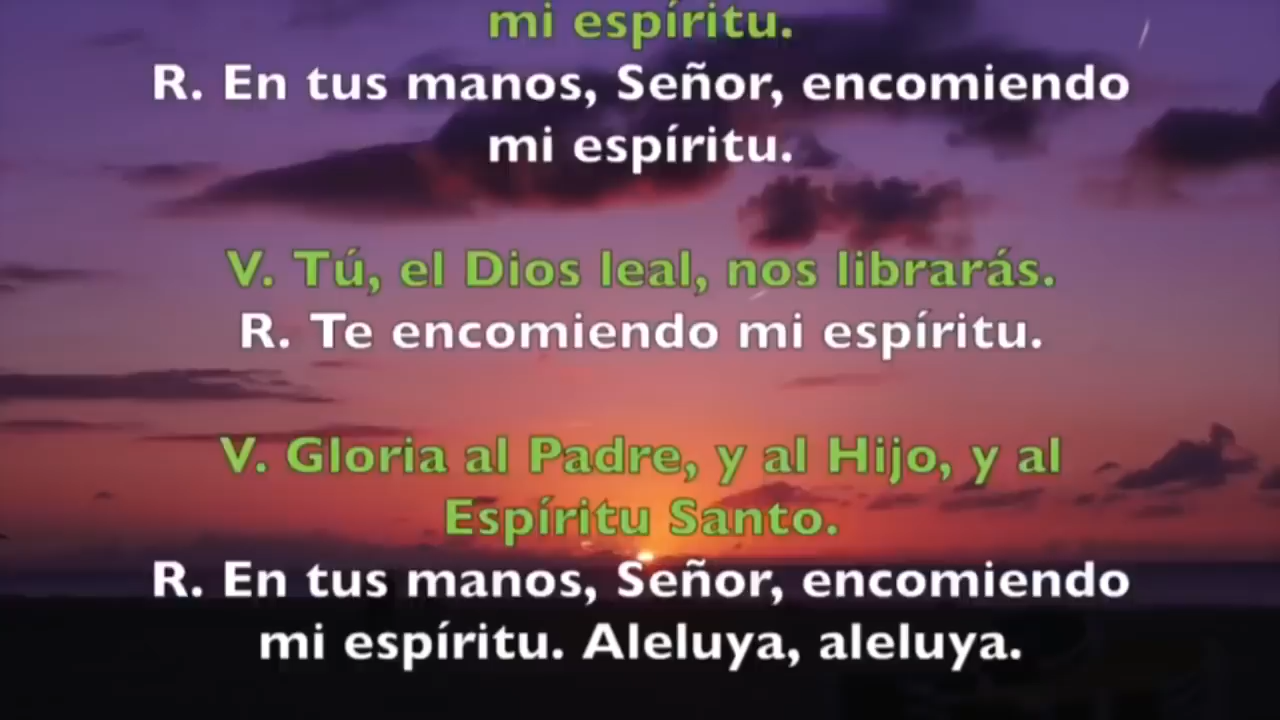 mi espíritu.
R. En tus manos, Señor, encomiendo
mi espíritu.
V. Tú, el Dios leal, nos librarás.
R. Te encomiendo mi espíritu.
V. Gloria al Padre, y al Hijo, y al
Espíritu Santo.
R. En tus manos, Señor, encomiendo
mi espíritu. Aleluya, aleluya.